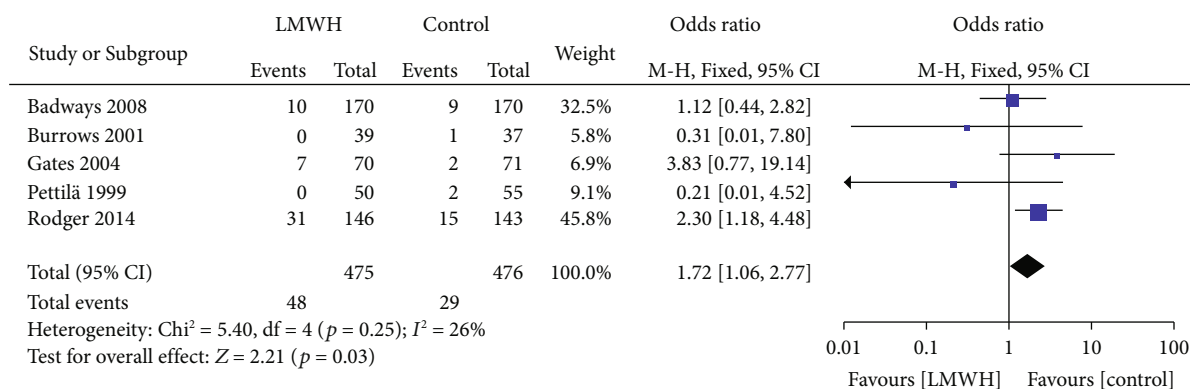 LMWH Control Odds ratio Odds ratio
Study or Subgroup Events Total Events Total Weight M-H, Fixed, 95% CI M-H, Fixed, 95% CI
Badways 2008 10 170 9 170 32.5% 1.12 [0.44, 2.82]
Burrows 2001 0 39 1 37 5.8% 0.31 [0.01, 7.80]
Gates 2004 7 70 2 71 6.9% 3.83 [0.77, 19.14]
Pettilä 1999 0 50 2 55 9.1% 0.21 [0.01, 4.52]
Rodger 2014 31 146 15 143 45.8% 2.30 [1.18, 4.48]
Total (95% CI) 475 476 100.0% 1.72 [1.06, 2.77]
Total events 48 29
Heterogeneity: Chi² = 5.40, df = 4 (p = 0.25); I² = 26%
Test for overall effect: Z = 2.21 (p = 0.03)
0.01 0.1 1 10 100
Favours [LMWH] Favours [control]